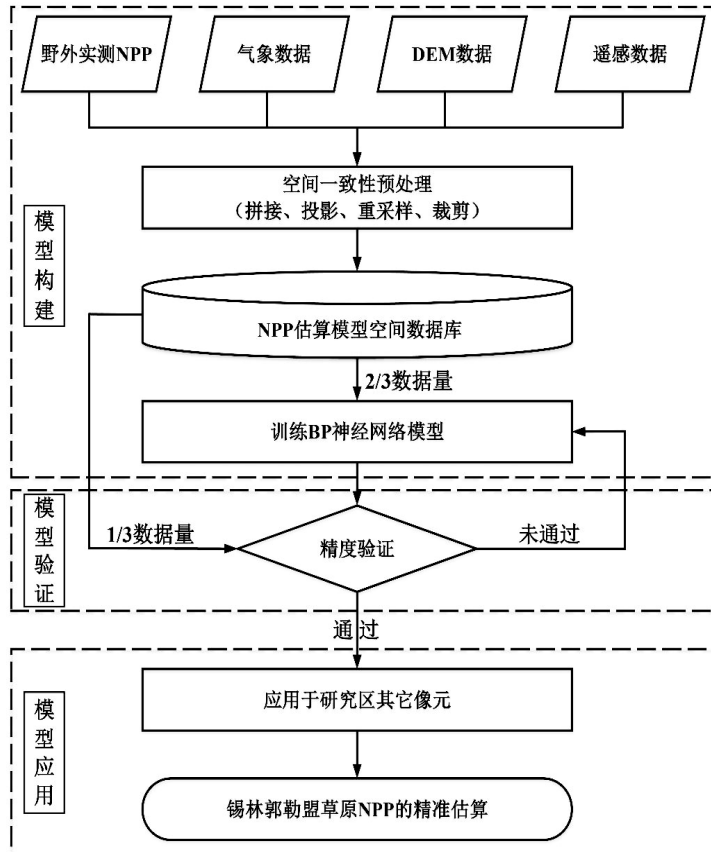 野外实测NPP
气象数据
DEM数据
遥感数据
空间一致性预处理
（拼接、投影、重采样、裁剪）
模型构建
NPP估算模型空间数据库
2/3数据量
训练BP神经网络模型
模型验证
1/3数据量
精度验证
未通过
通过
应用于研究区其它像元
模型应用
锡林郭勒盟草原NPP的精准估算